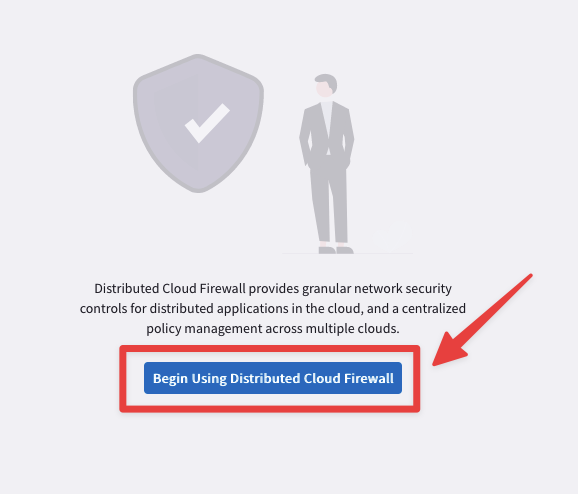 Distributed Cloud Firewall provides granular network security
controls for distributed applications in the cloud, and a centralized
policy management across multiple clouds.
Begin Using Distributed Cloud Firewall